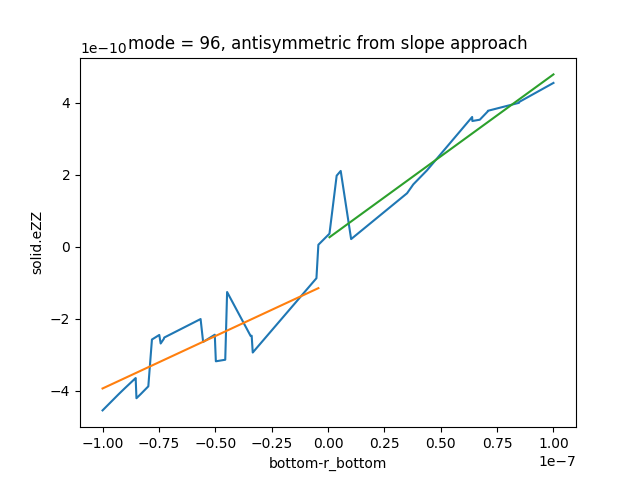 mode = 96, antisymmetric from slope approach
1e−10
4
2
0
−2
−4
solid.eZZ
−1.00 −0.75 −0.50 −0.25 0.00 0.25 0.50 0.75 1.00
bottom-r_bottom
1e−7